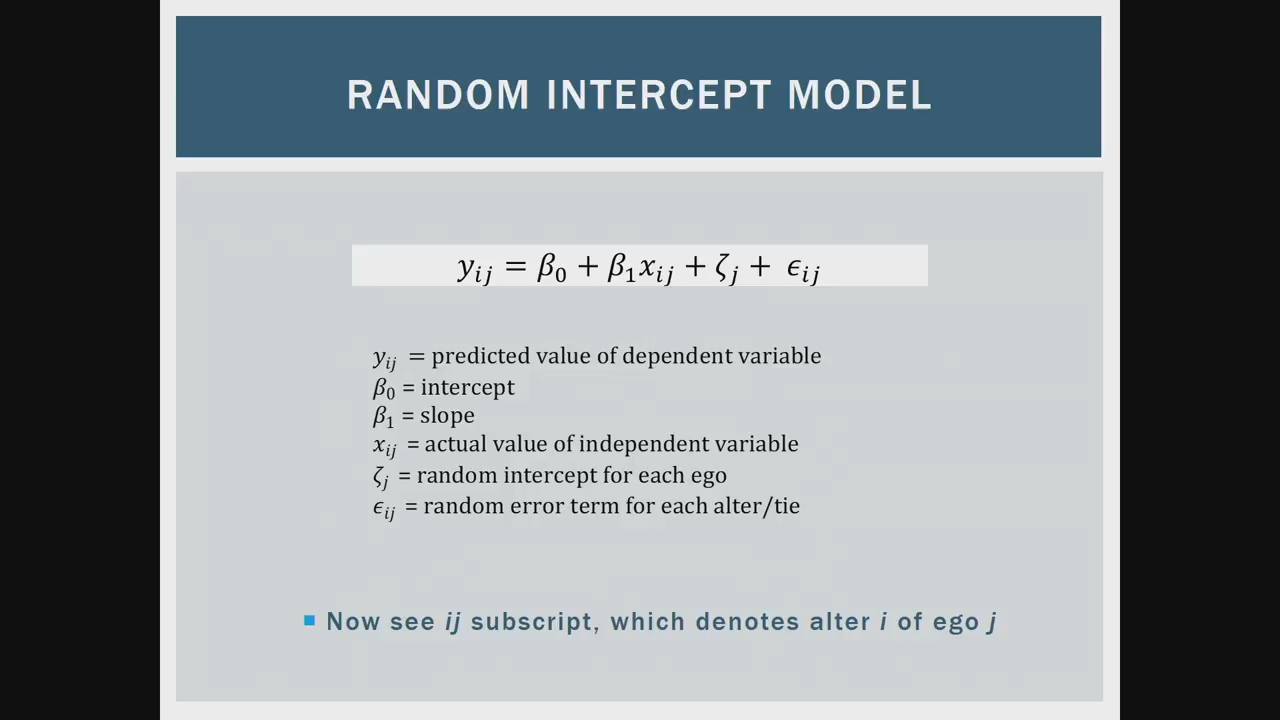 RANDOM INTERCEPT MODEL
𝑦ᵢⱼ = β₀ + β₁𝑥ᵢⱼ + ζⱼ + ϵᵢⱼ
𝑦ᵢⱼ = predicted value of dependent variable
β₀ = intercept
β₁ = slope
𝑥ᵢⱼ = actual value of independent variable
ζⱼ = random intercept for each ego
ϵᵢⱼ = random error term for each alter/tie
▪ Now see ij subscript, which denotes alter i of ego j